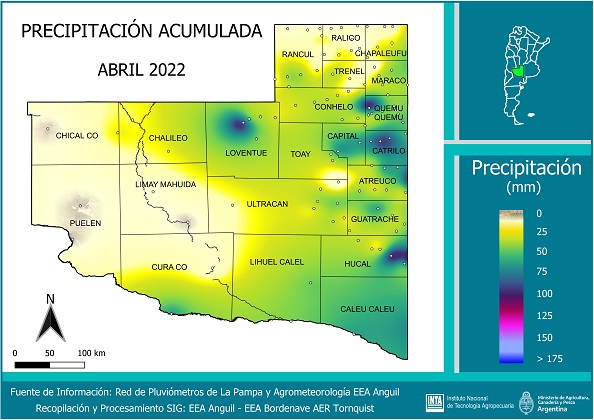 PRECIPITACIÓN ACUMULADA
ABRIL 2022
RALICO
RANCUL
CHAPALEUFU
TRENEL
MARACO
CONHELO
QUEMU
QUEMU
CHICAL CO
CHALILEO
LOVENTUE
TOAY
CAPITAL
CATRILO
LIMAY MAHUIDA
ATREUCO
PUELEN
ULTRACAN
GUATRACHE
CURA CO
LIHUEL CALEL
HUCAL
CALEU CALEU
N
0 50 100 km
Precipitación
(mm)
0
25
50
75
100
125
150
> 175
Fuente de Información: Red de Pluviómetros de La Pampa y Agrometeorología EEA Anguil
Recopilación y Procesamiento SIG: EEA Anguil - EEA Bordenave AER Tornquist
INTA
Instituto Nacional
de Tecnología Agropecuaria
Ministerio de Agricultura,
Ganadería y Pesca
Argentina